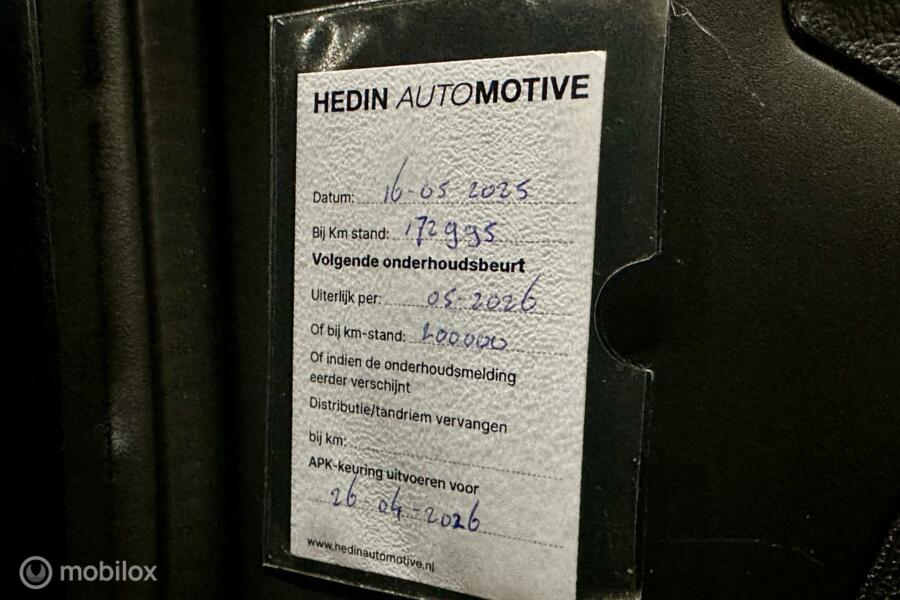 HEDIN AUTOMOTIVE
Datum: 16-05-2025
Bij Km stand: 172995
Volgende onderhoudsbeurt
Uiterlijk per: 05-2026
Of bij km-stand: 200000
Of indien de onderhoudsmelding
eerder verschijnt
Distributie/tandriem vervangen
bij km:
APK-keuring uitvoeren voor
26-04-2026
www.hedinautomotive.nl
mobilox